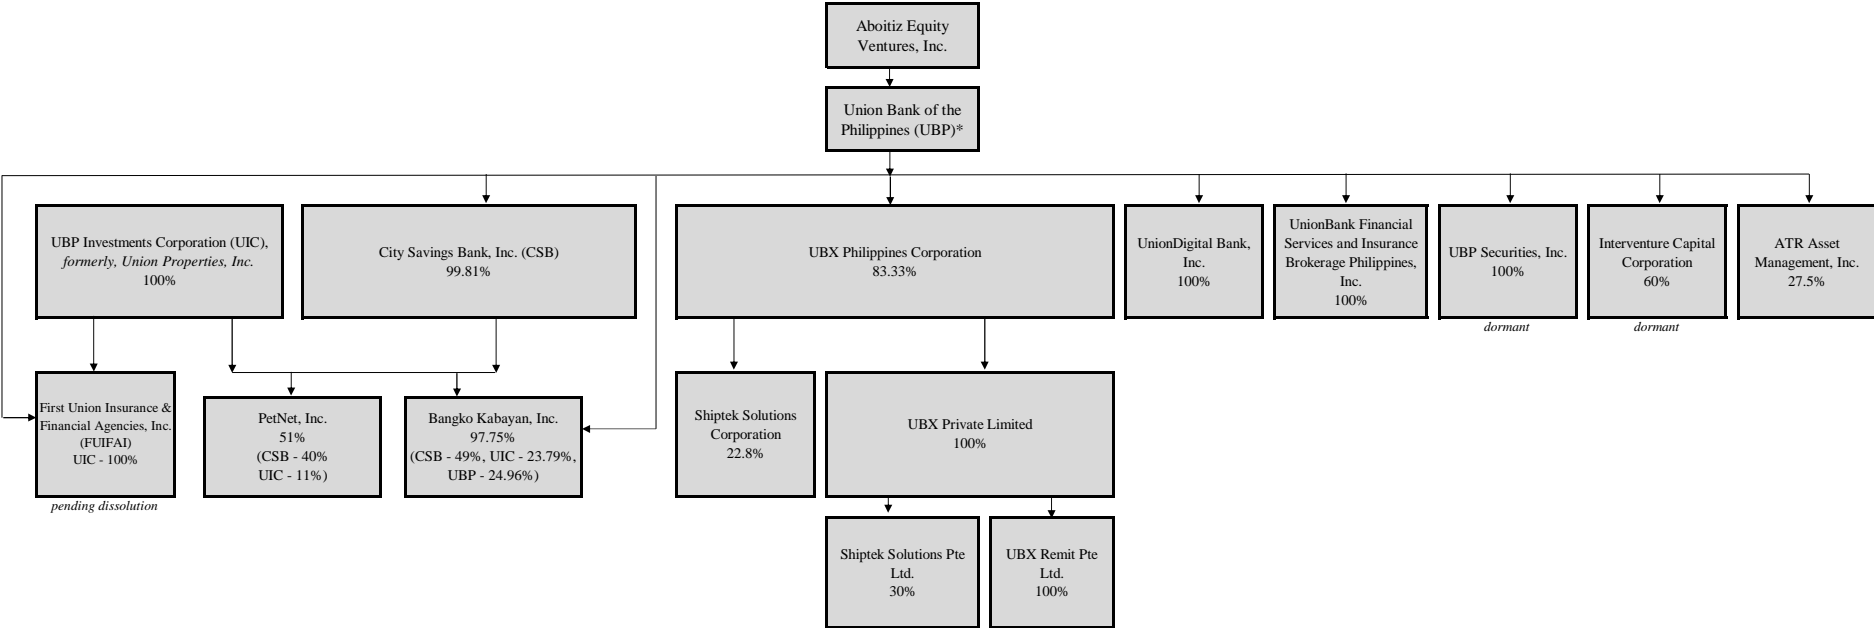 Aboitiz Equity
Ventures, Inc.
Union Bank of the
Philippines (UBP)*
UBP Investments Corporation (UIC),
formerly, Union Properties, Inc.
100%
City Savings Bank, Inc. (CSB)
99.81%
UBX Philippines Corporation
83.33%
UnionDigital Bank,
Inc.
100%
UnionBank Financial
Services and Insurance
Brokerage Philippines,
Inc.
100%
UBP Securities, Inc.
100%
dormant
Interventure Capital
Corporation
60%
dormant
ATR Asset
Management, Inc.
27.5%
First Union Insurance &
Financial Agencies, Inc.
(FUIFAI)
UIC - 100%
pending dissolution
PetNet, Inc.
51%
(CSB - 40%
UIC - 11%)
Bangko Kabayan, Inc.
97.75%
(CSB - 49%, UIC - 23.79%,
UBP - 24.96%)
Shiptek Solutions
Corporation
22.8%
UBX Private Limited
100%
Shiptek Solutions Pte
Ltd.
30%
UBX Remit Pte
Ltd.
100%